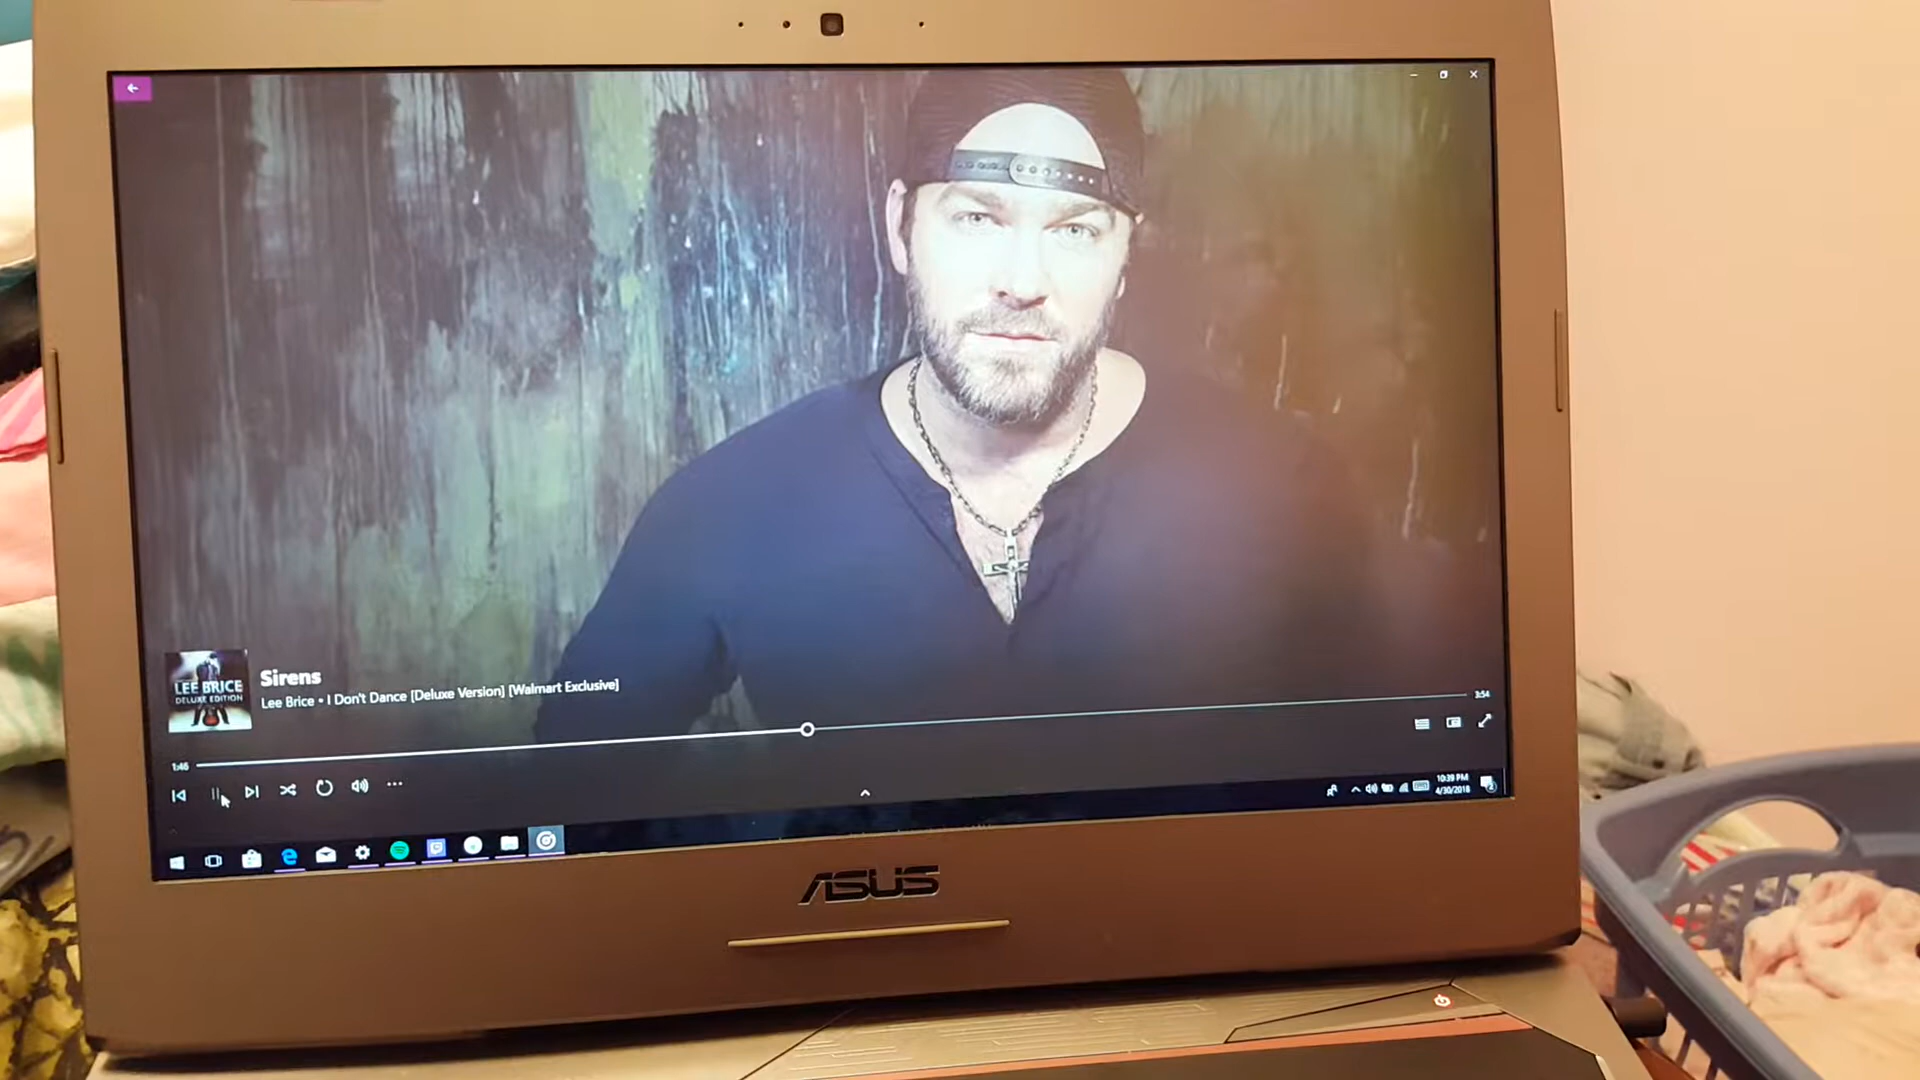 LEE BRICE
DELUXE EDITION
Sirens
Lee Brice • I Don't Dance [Deluxe Version] [Walmart Exclusive]
3:54
1:46
10:39 PM
4/30/2018
ASUS